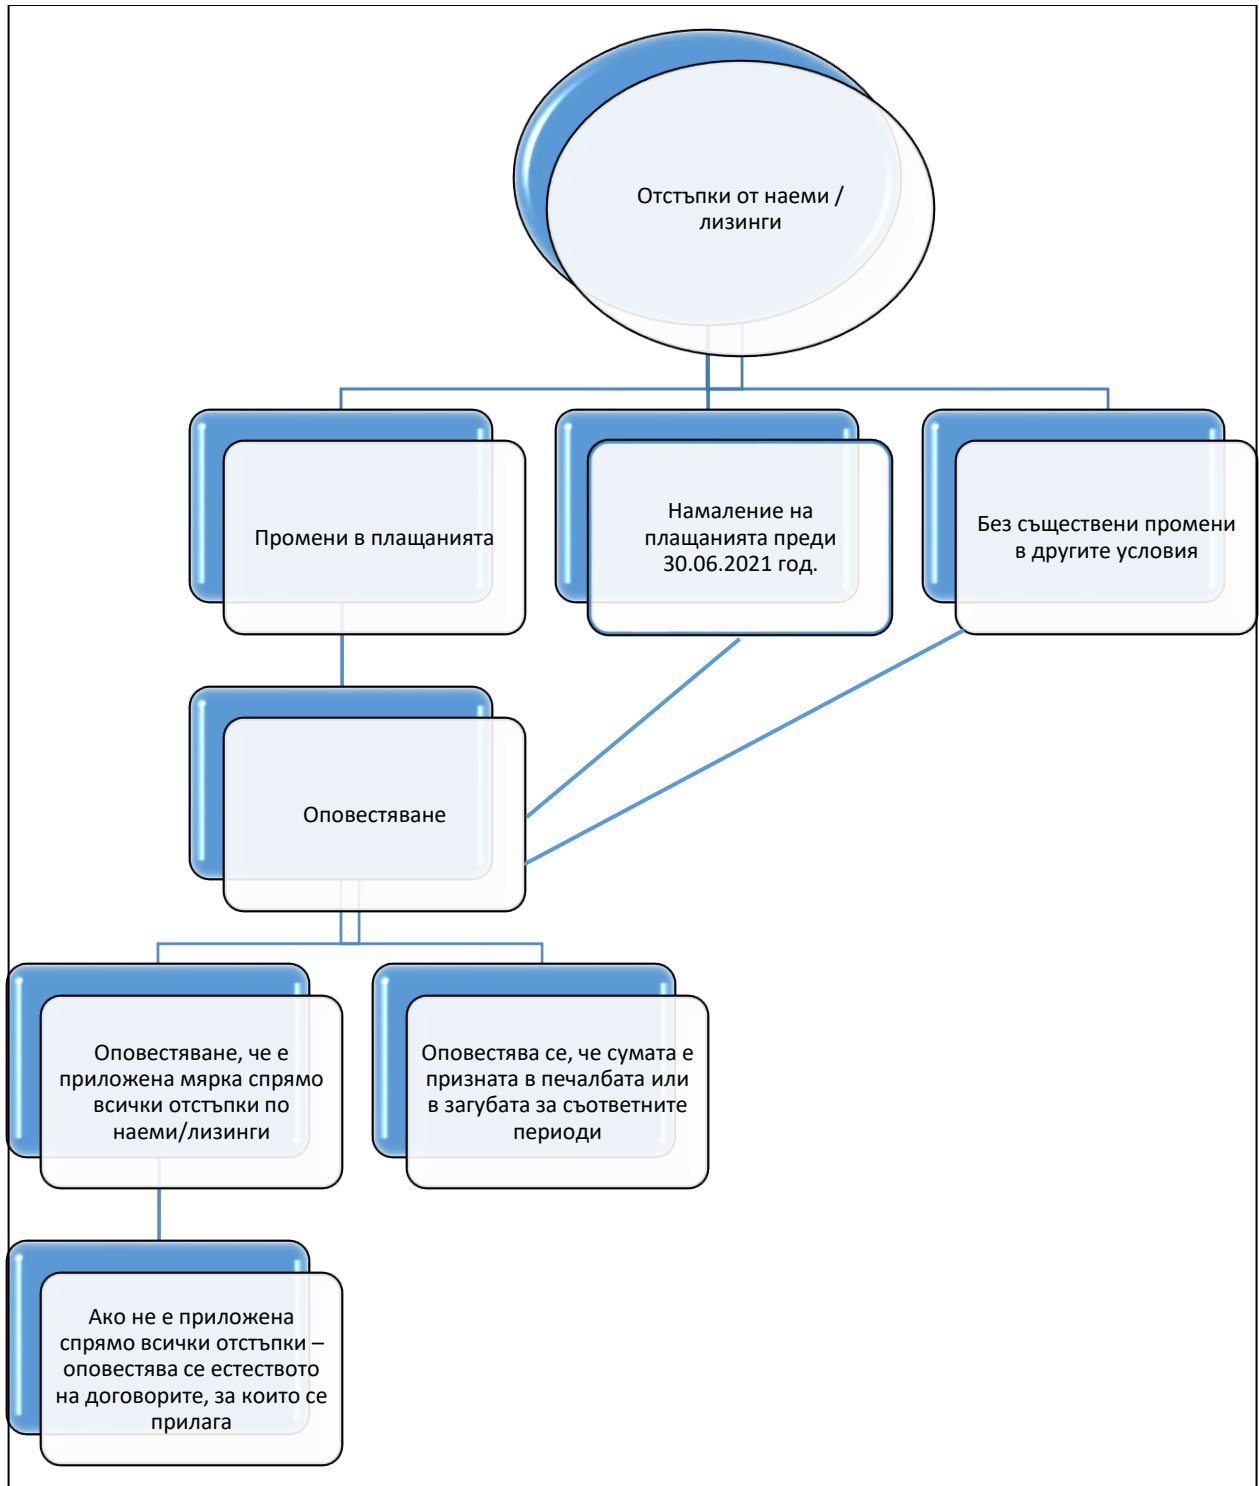 Отстъпки от наеми /
лизинги
Промени в плащанията
Намаление на
плащанията преди
30.06.2021 год.
Без съществени промени
в другите условия
Оповестяване
Оповестяване, че е
приложена мярка спрямо
всички отстъпки по
наеми/лизинги
Оповестява се, че сумата е
призната в печалбата или
в загубата за съответните
периоди
Ако не е приложена
спрямо всички отстъпки –
оповестява се естеството
на договорите, за които се
прилага